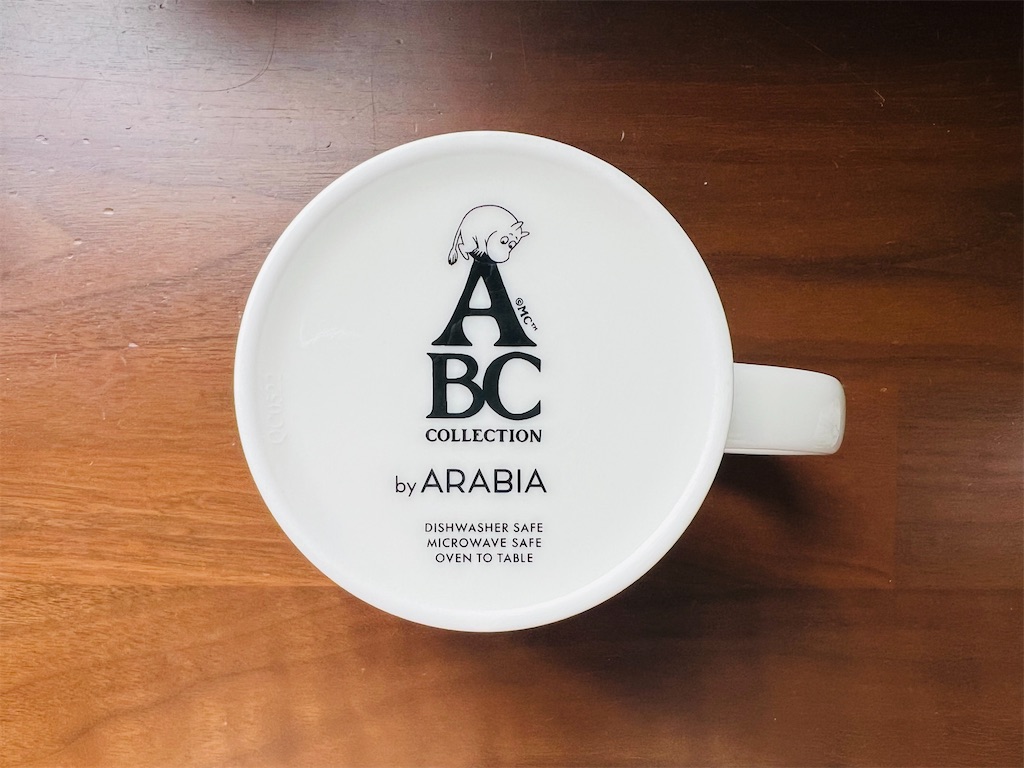 A
©MC™
BC
COLLECTION
by ARABIA
DISHWASHER SAFE
MICROWAVE SAFE
OVEN TO TABLE